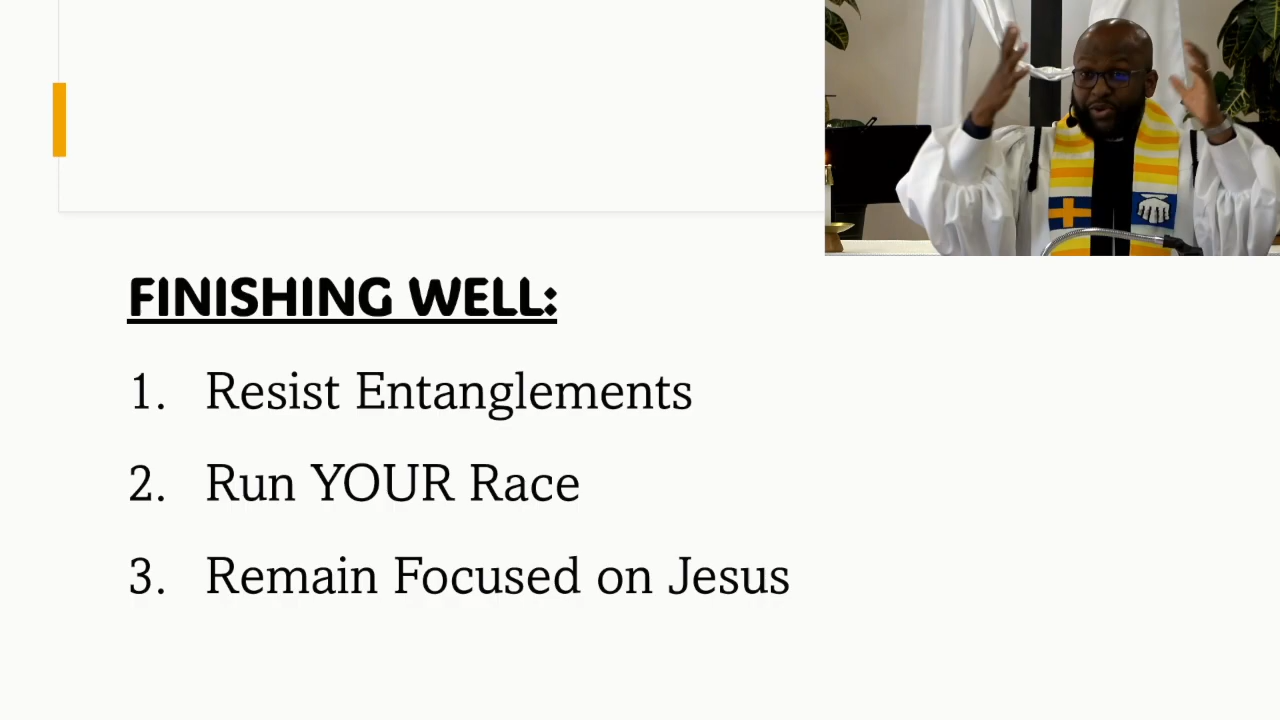 FINISHING WELL:
1. Resist Entanglements
2. Run YOUR Race
3. Remain Focused on Jesus